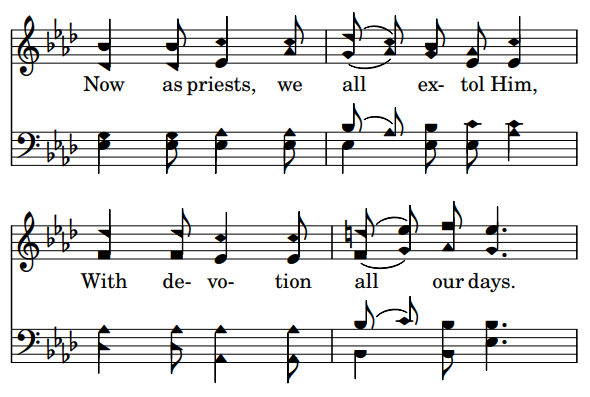 Now as priests, we all ex- tol Him,
With de- vo- tion all our days.